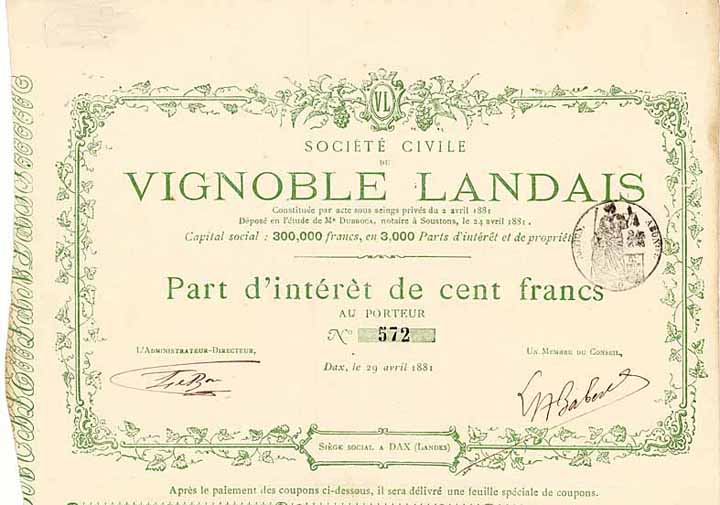 VL
SOCIÉTÉ CIVILE
DU
VIGNOBLE LANDAIS
Constituée par acte sous seings privés du 2 avril 1881
Déposé en l'étude de Me Dubroca, notaire à Soustons, le 24 avril 1881.
Capital social : 300,000 francs, en 3,000 Parts d'intérêt et de propriété
Part d'intérêt de cent francs
AU PORTEUR
No 572
L'Administrateur-Directeur,
Un Membre du Conseil,
Dax, le 29 avril 1881
Siège social a DAX (Landes)
Après le paiement des coupons ci-dessous, il sera délivré une feuille spéciale de coupons.